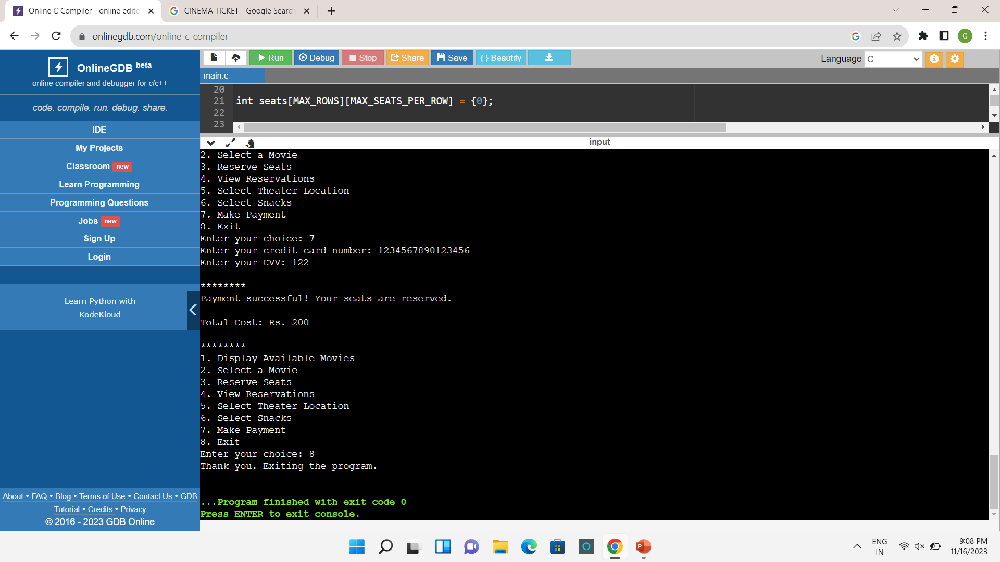 Online C Compiler - online edito
CINEMA TICKET - Google Search
onlinegdb.com/online_c_compiler
G
OnlineGDB beta
online compiler and debugger for c/c++
code. compile. run. debug. share.
IDE
My Projects
Classroom new
Learn Programming
Programming Questions
Jobs new
Sign Up
Login
Learn Python with
KodeKloud
About • FAQ • Blog • Terms of Use • Contact Us • GDB
Tutorial • Credits • Privacy
© 2016 - 2023 GDB Online
Run Debug Stop Share Save { } Beautify
Language C
main.c
20
21 int seats[MAX_ROWS][MAX_SEATS_PER_ROW] = {0};
22
23
input
2. Select a Movie
3. Reserve Seats
4. View Reservations
5. Select Theater Location
6. Select Snacks
7. Make Payment
8. Exit
Enter your choice: 7
Enter your credit card number: 1234567890123456
Enter your CVV: 122
********
Payment successful! Your seats are reserved.
Total Cost: Rs. 200
********
1. Display Available Movies
2. Select a Movie
3. Reserve Seats
4. View Reservations
5. Select Theater Location
6. Select Snacks
7. Make Payment
8. Exit
Enter your choice: 8
Thank you. Exiting the program.
...Program finished with exit code 0
Press ENTER to exit console.
ENG
IN
9:08 PM
11/16/2023